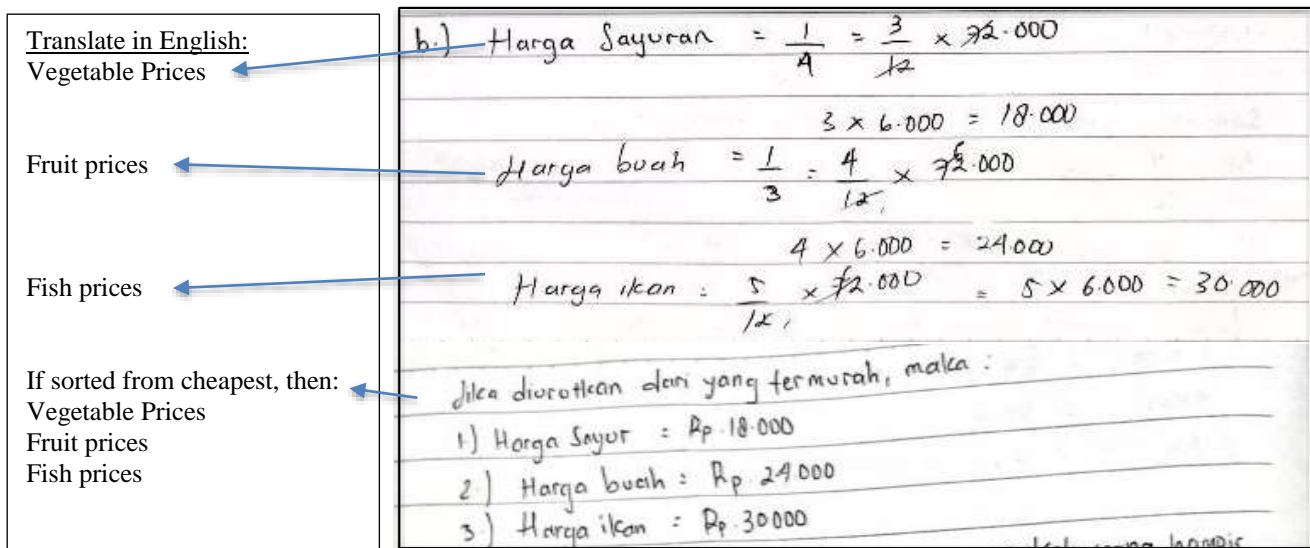 Translate in English:
Vegetable Prices
Fruit prices
Fish prices
If sorted from cheapest, then:
Vegetable Prices
Fruit prices
Fish prices
b.) Harga Sayuran = 1/4 = 3/12 × 72.000
3 × 6.000 = 18.000
Harga buah = 1/3 = 4/12 × 72.000
4 × 6.000 = 24.000
Harga ikan = 5/12 × 72.000 = 5 × 6.000 = 30.000
Jika diurutkan dari yang termurah, maka :
1.) Harga Sayur = Rp. 18.000
2.) Harga buah = Rp. 24.000
3.) Harga ikan = Rp. 30000